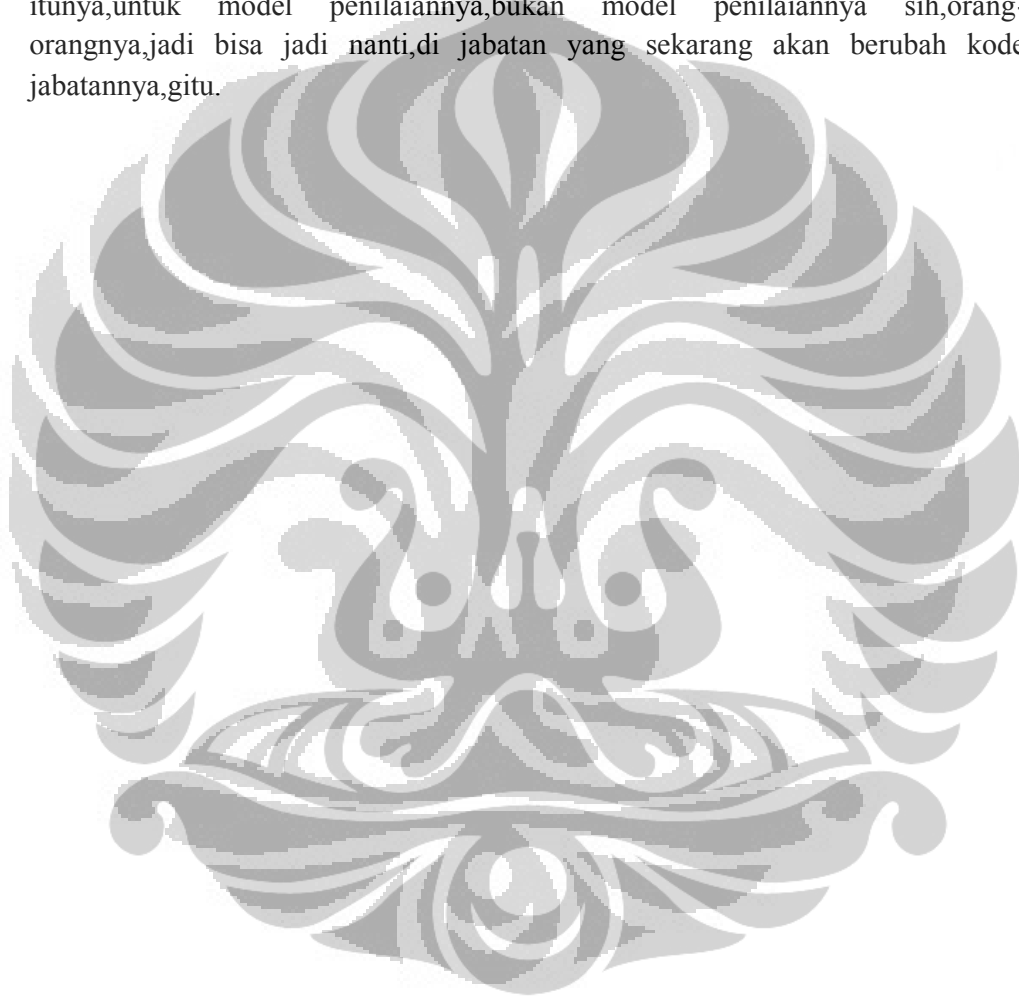 itunya,untuk model penilaiannya,bukan model penilaiannya sih,orang-
orangnya,jadi bisa jadi nanti,di jabatan yang sekarang akan berubah kode
jabatannya,gitu.